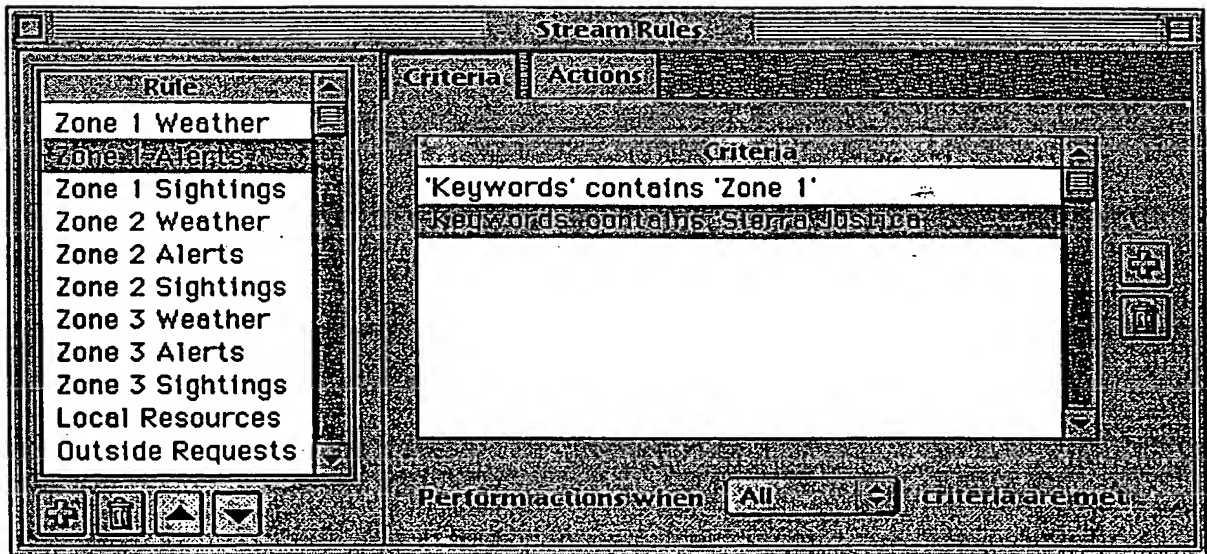 Stream Rules
Rule
Zone 1 Weather
Zone 1 Alerts
Zone 1 Sightings
Zone 2 Weather
Zone 2 Alerts
Zone 2 Sightings
Zone 3 Weather
Zone 3 Alerts
Zone 3 Sightings
Local Resources
Outside Requests
Criteria
Actions
Criteria
'Keywords' contains 'Zone 1'
Keywords contains Sierra
Perform actions when All criteria are met